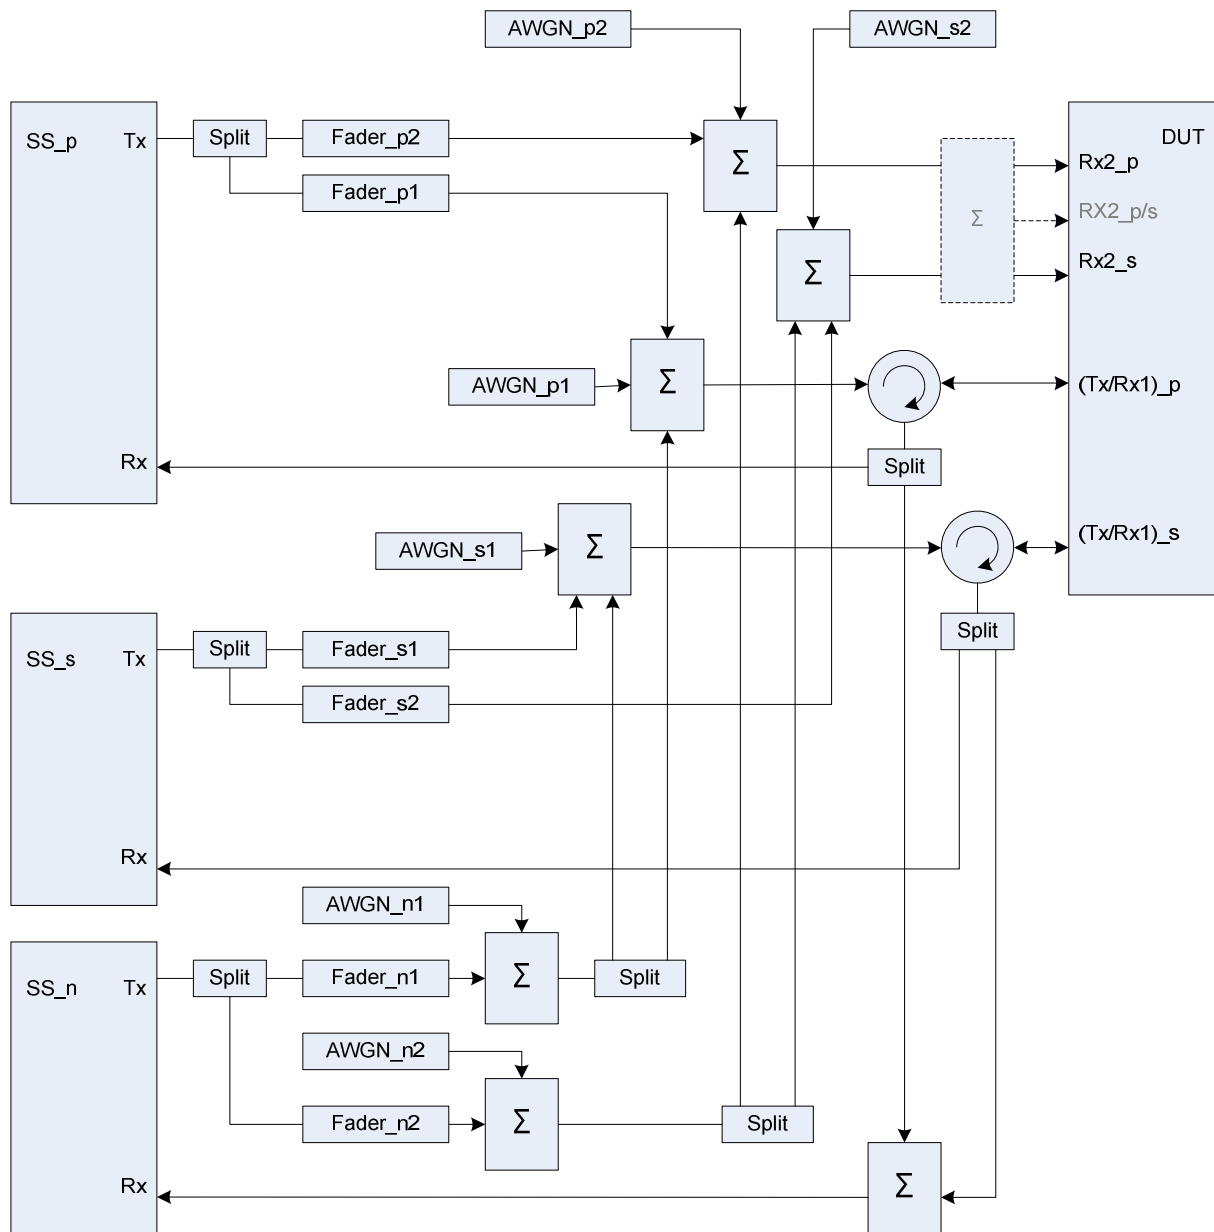 AWGN_p2
AWGN_s2
SS_p
Tx
Split
Fader_p2
Fader_p1
Σ
DUT
Rx2_p
Σ
RX2_p/s
Rx2_s
Σ
AWGN_p1
Σ
(Tx/Rx1)_p
Rx
Split
AWGN_s1
Σ
(Tx/Rx1)_s
Split
SS_s
Tx
Split
Fader_s1
Fader_s2
Rx
AWGN_n1
SS_n
Tx
Split
Fader_n1
Σ
Split
AWGN_n2
Fader_n2
Σ
Split
Rx
Σ